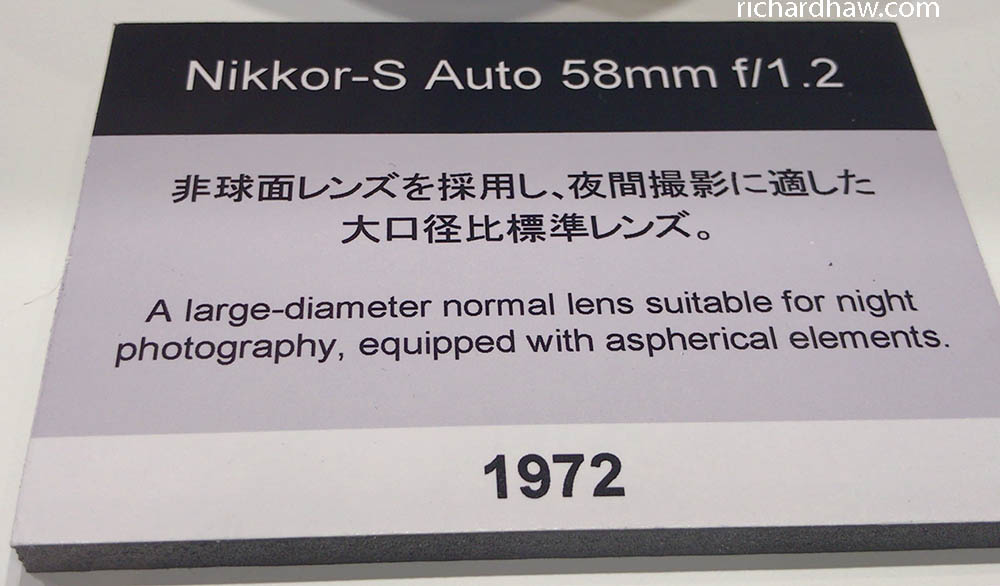 richardhaw.com
Nikkor-S Auto 58mm f/1.2
非球面レンズを採用し、夜間撮影に適した
大口径比標準レンズ。
A large-diameter normal lens suitable for night
photography, equipped with aspherical elements.
1972